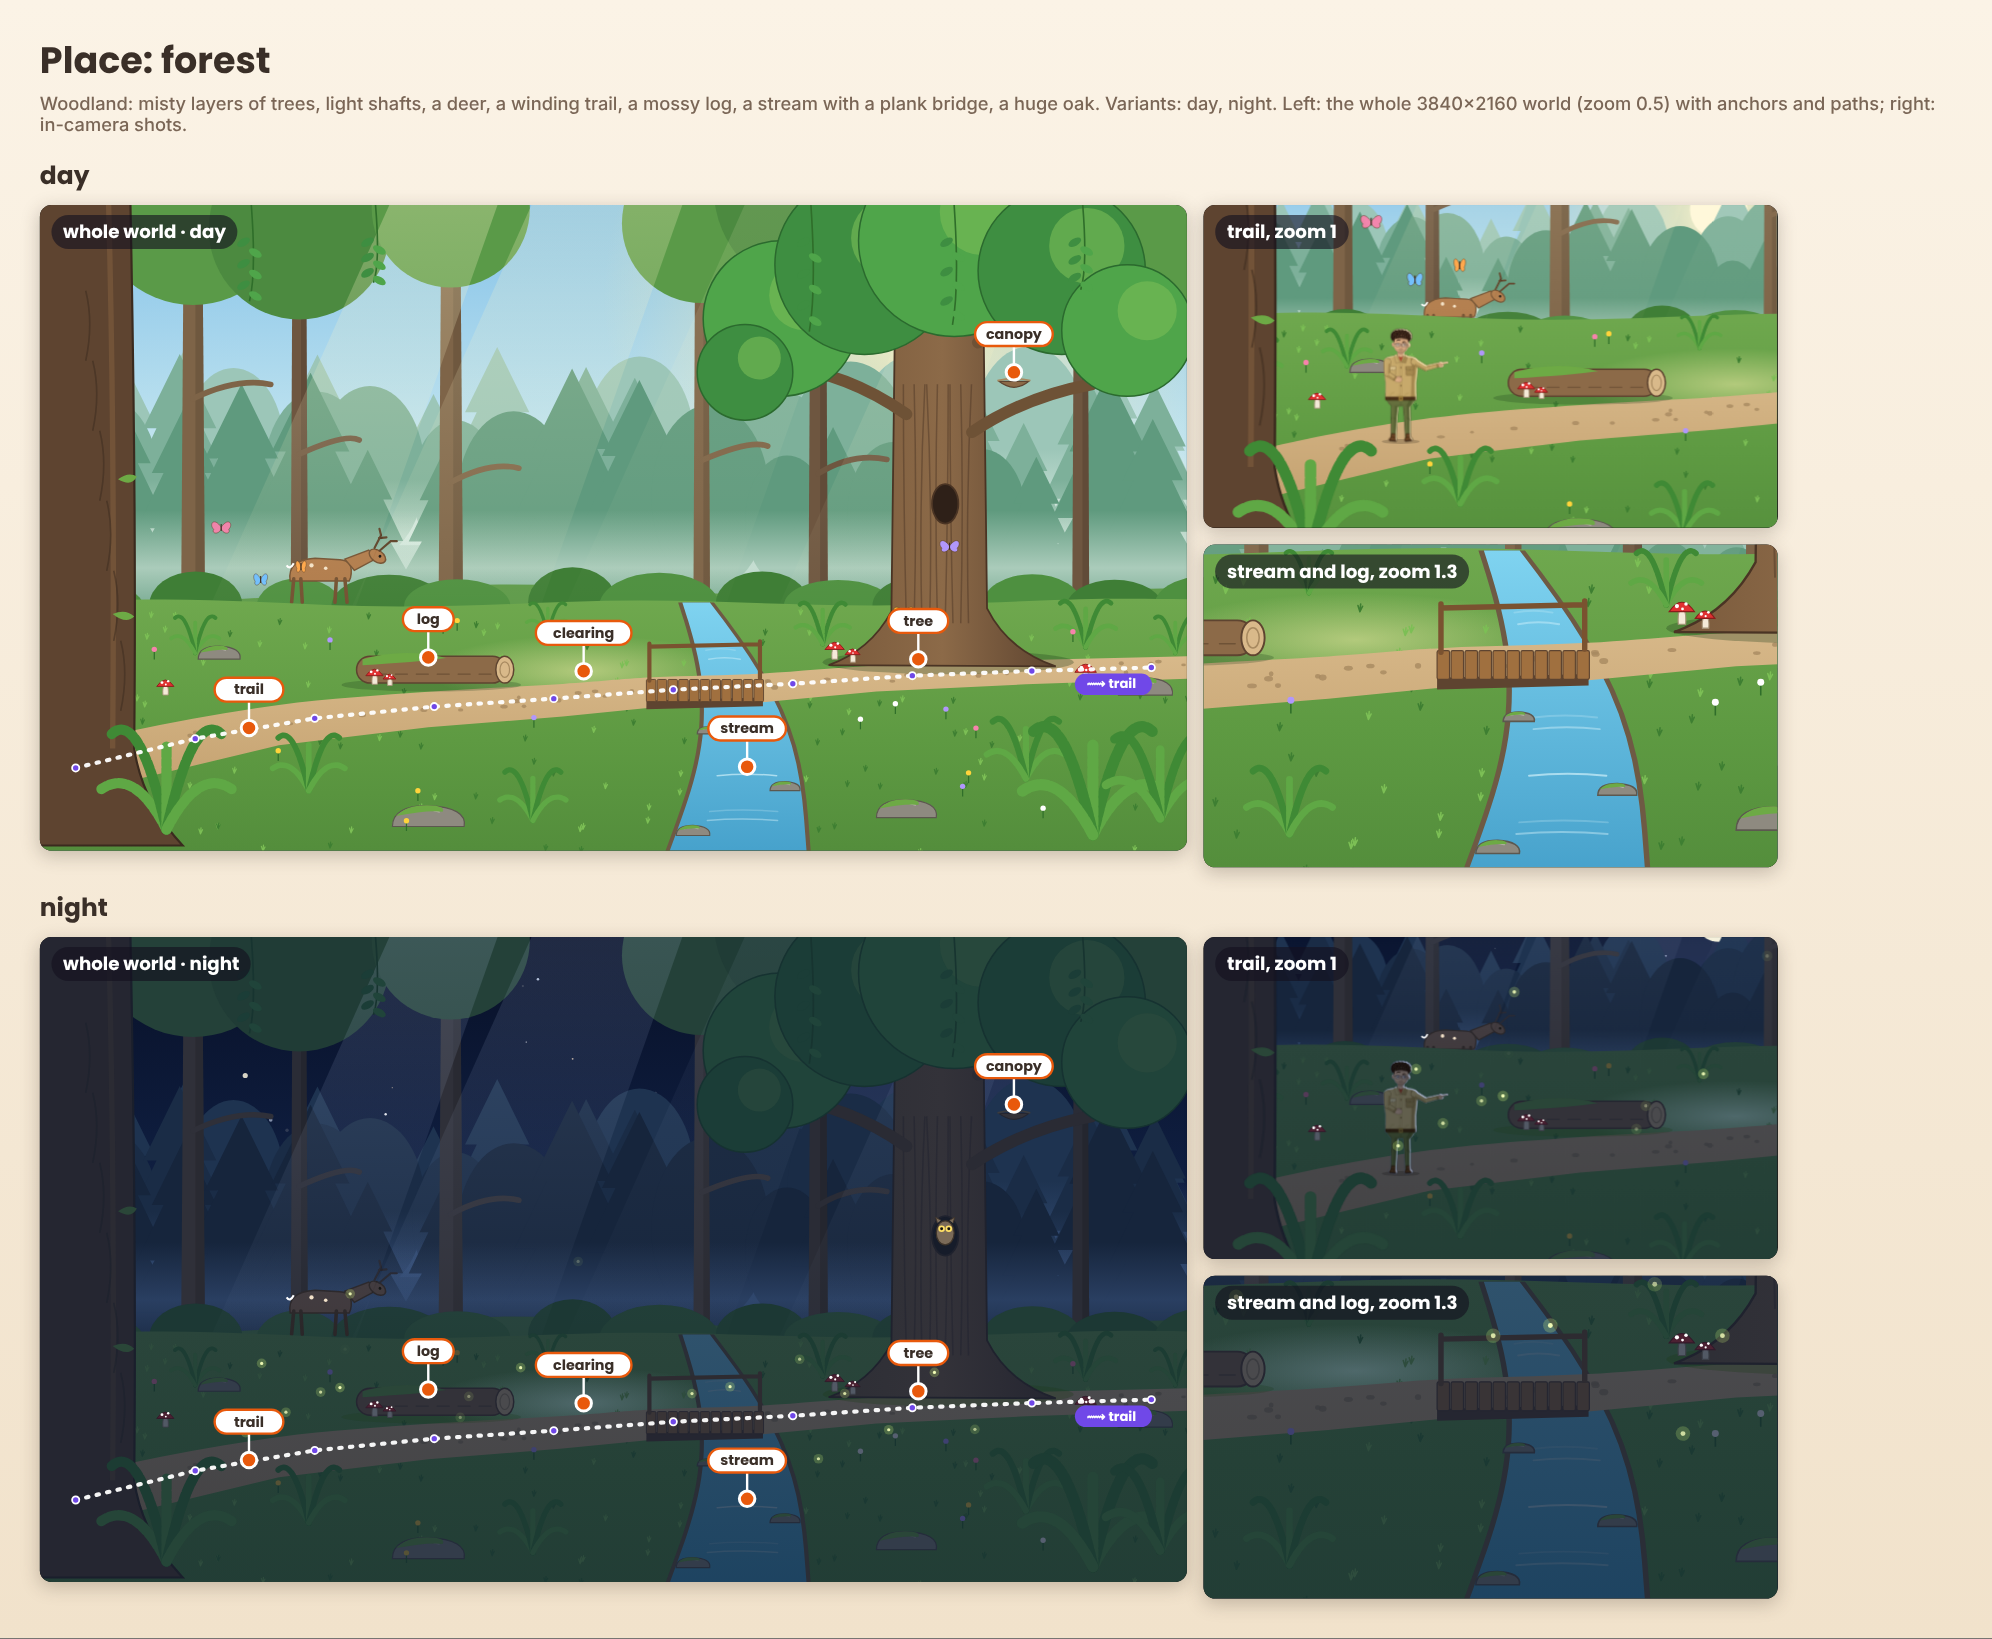 Place: forest
Woodland: misty layers of trees, light shafts, a deer, a winding trail, a mossy log, a stream with a plank bridge, a huge oak. Variants: day, night. Left: the whole 3840×2160 world (zoom 0.5) with anchors and paths; right:
in-camera shots.
day
whole world · day
canopy
log
clearing
tree
trail
⟿ trail
stream
trail, zoom 1
stream and log, zoom 1.3
night
whole world · night
canopy
log
clearing
tree
trail
⟿ trail
stream
trail, zoom 1
stream and log, zoom 1.3